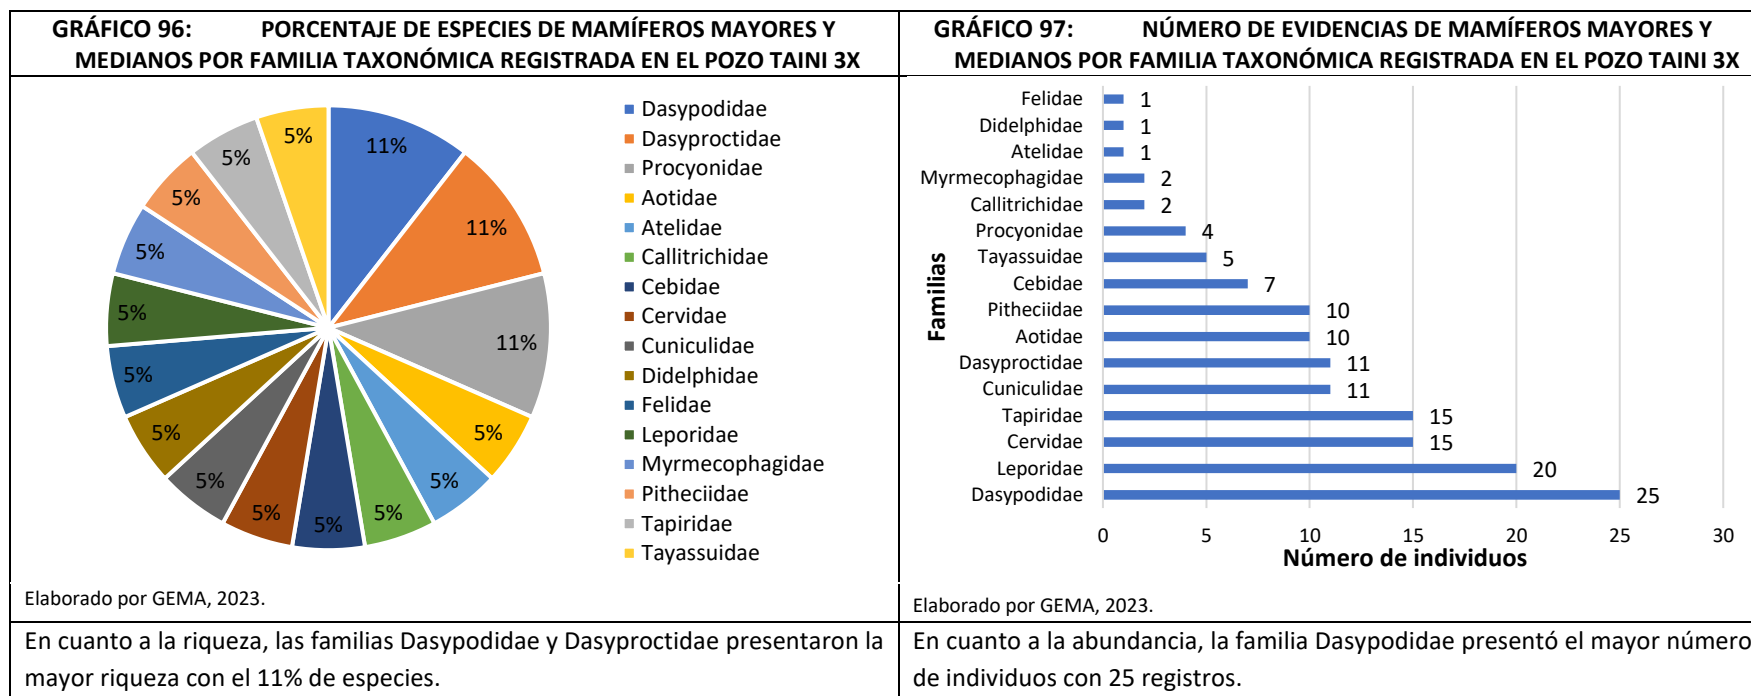 GRÁFICO 96: PORCENTAJE DE ESPECIES DE MAMÍFEROS MAYORES Y
MEDIANOS POR FAMILIA TAXONÓMICA REGISTRADA EN EL POZO TAINI 3X
11%
11%
11%
5%
5%
5%
5%
5%
5%
5%
5%
5%
5%
5%
5%
5%
Dasypodidae
Dasyproctidae
Procyonidae
Aotidae
Atelidae
Callitrichidae
Cebidae
Cervidae
Cuniculidae
Didelphidae
Felidae
Leporidae
Myrmecophagidae
Pitheciidae
Tapiridae
Tayassuidae
Elaborado por GEMA, 2023.
En cuanto a la riqueza, las familias Dasypodidae y Dasyproctidae presentaron la
mayor riqueza con el 11% de especies.
GRÁFICO 97: NÚMERO DE EVIDENCIAS DE MAMÍFEROS MAYORES Y
MEDIANOS POR FAMILIA TAXONÓMICA REGISTRADA EN EL POZO TAINI 3X
Familias
Felidae 1
Didelphidae 1
Atelidae 1
Myrmecophagidae 2
Callitrichidae 2
Procyonidae 4
Tayassuidae 5
Cebidae 7
Pitheciidae 10
Aotidae 10
Dasyproctidae 11
Cuniculidae 11
Tapiridae 15
Cervidae 15
Leporidae 20
Dasypodidae 25
0 5 10 15 20 25 30
Número de individuos
Elaborado por GEMA, 2023.
En cuanto a la abundancia, la familia Dasypodidae presentó el mayor número
de individuos con 25 registros.